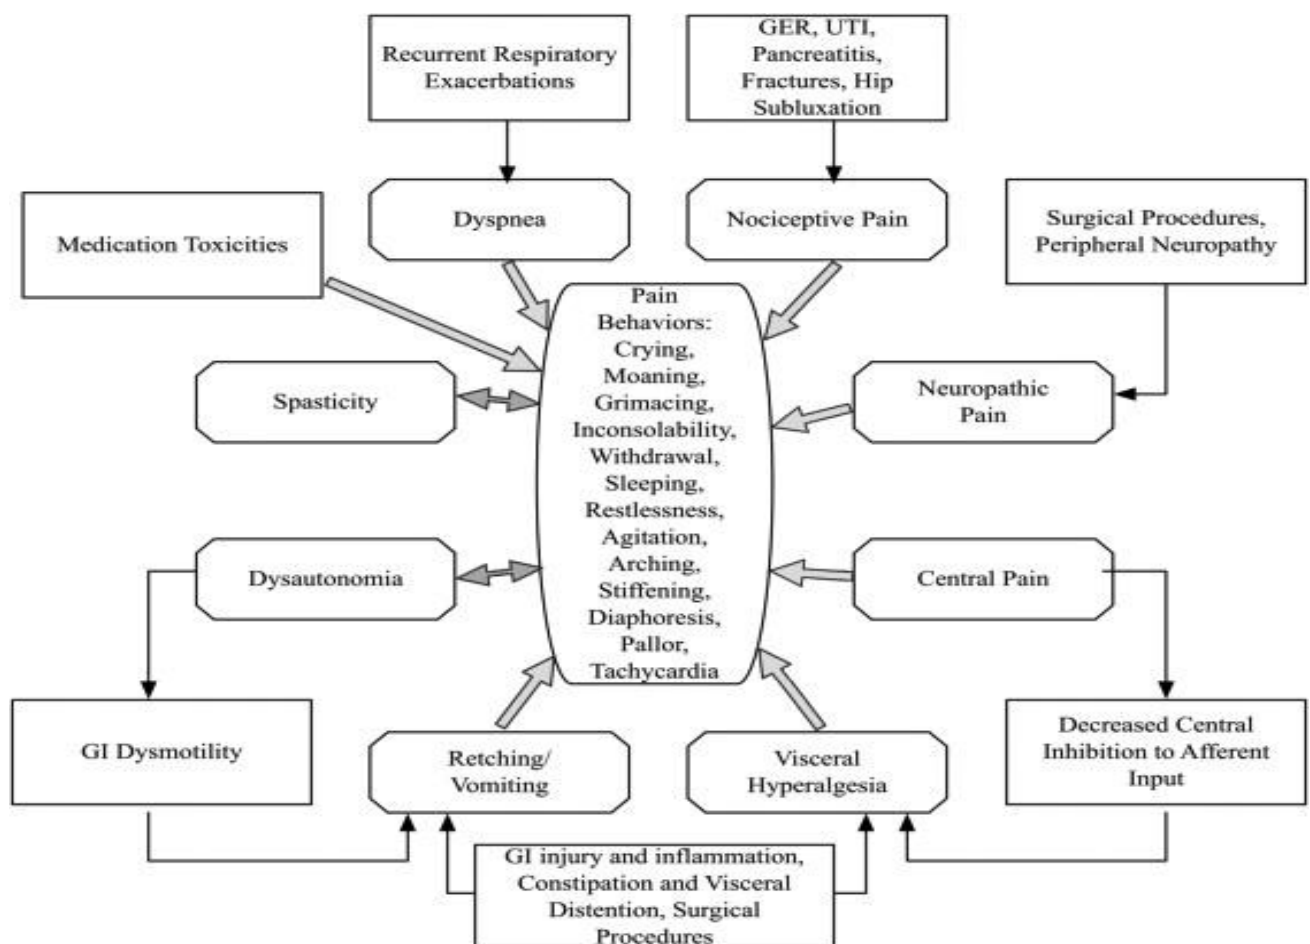 Recurrent Respiratory
Exacerbations
GER, UTI,
Pancreatitis,
Fractures, Hip
Subluxation
Medication Toxicities
Dyspnea
Nociceptive Pain
Surgical Procedures,
Peripheral Neuropathy
Pain
Behaviors:
Crying,
Moaning,
Grimacing,
Inconsolability,
Withdrawal,
Sleeping,
Restlessness,
Agitation,
Arching,
Stiffening,
Diaphoresis,
Pallor,
Tachycardia
Spasticity
Neuropathic
Pain
Dysautonomia
Central Pain
GI Dysmotility
Retching/
Vomiting
Visceral
Hyperalgesia
Decreased Central
Inhibition to Afferent
Input
GI injury and inflammation,
Constipation and Visceral
Distention, Surgical
Procedures